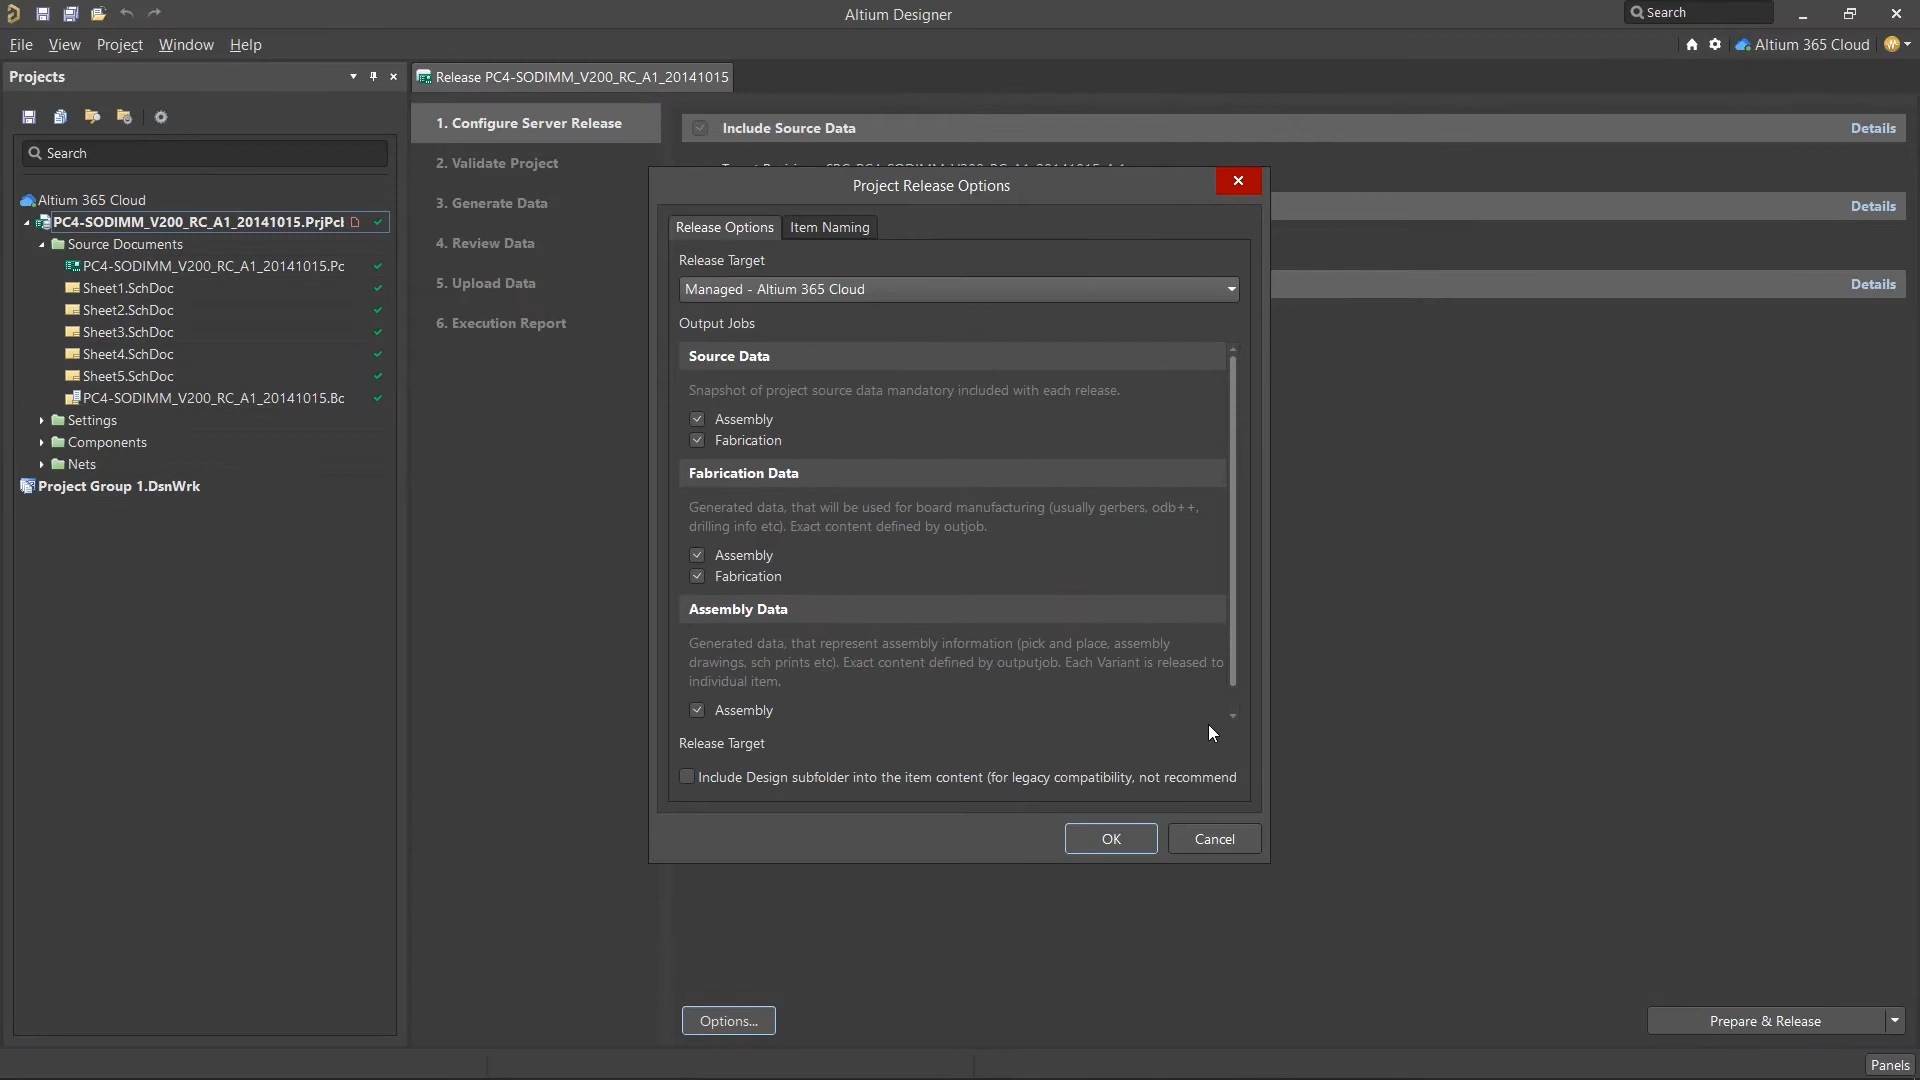 Altium Designer
Search
File View Project Window Help
Altium 365 Cloud
Projects
Release PC4-SODIMM_V200_RC_A1_20141015
Search
Altium 365 Cloud
PC4-SODIMM_V200_RC_A1_20141015.PrjPcb
Source Documents
PC4-SODIMM_V200_RC_A1_20141015.Pc
Sheet1.SchDoc
Sheet2.SchDoc
Sheet3.SchDoc
Sheet4.SchDoc
Sheet5.SchDoc
PC4-SODIMM_V200_RC_A1_20141015.Bc
Settings
Components
Nets
Project Group 1.DsnWrk
1. Configure Server Release
2. Validate Project
3. Generate Data
4. Review Data
5. Upload Data
6. Execution Report
Include Source Data
Details
Details
Details
Project Release Options
Release Options
Item Naming
Release Target
Managed - Altium 365 Cloud
Output Jobs
Source Data
Snapshot of project source data mandatory included with each release.
Assembly
Fabrication
Fabrication Data
Generated data, that will be used for board manufacturing (usually gerbers, odb++,
drilling info etc). Exact content defined by outjob.
Assembly
Fabrication
Assembly Data
Generated data, that represent assembly information (pick and place, assembly
drawings, sch prints etc). Exact content defined by outputjob. Each Variant is released to
individual item.
Assembly
Release Target
Include Design subfolder into the item content (for legacy compatibility, not recommend
OK
Cancel
Options...
Prepare & Release
Panels